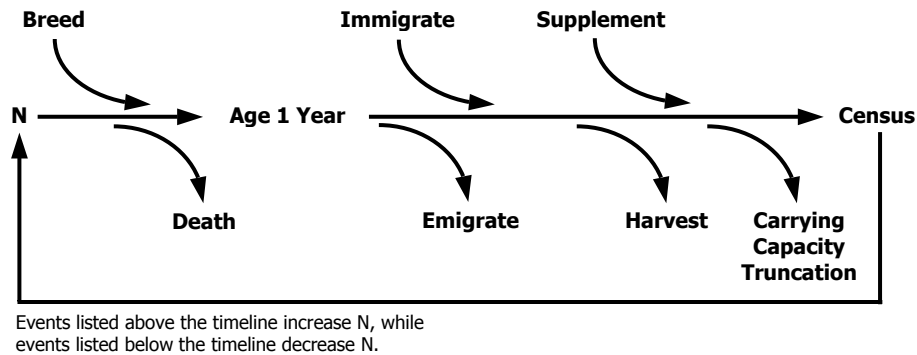 Breed
Immigrate
Supplement
N
Age 1 Year
Census
Death
Emigrate
Harvest
Carrying
Capacity
Truncation
Events listed above the timeline increase N, while
events listed below the timeline decrease N.